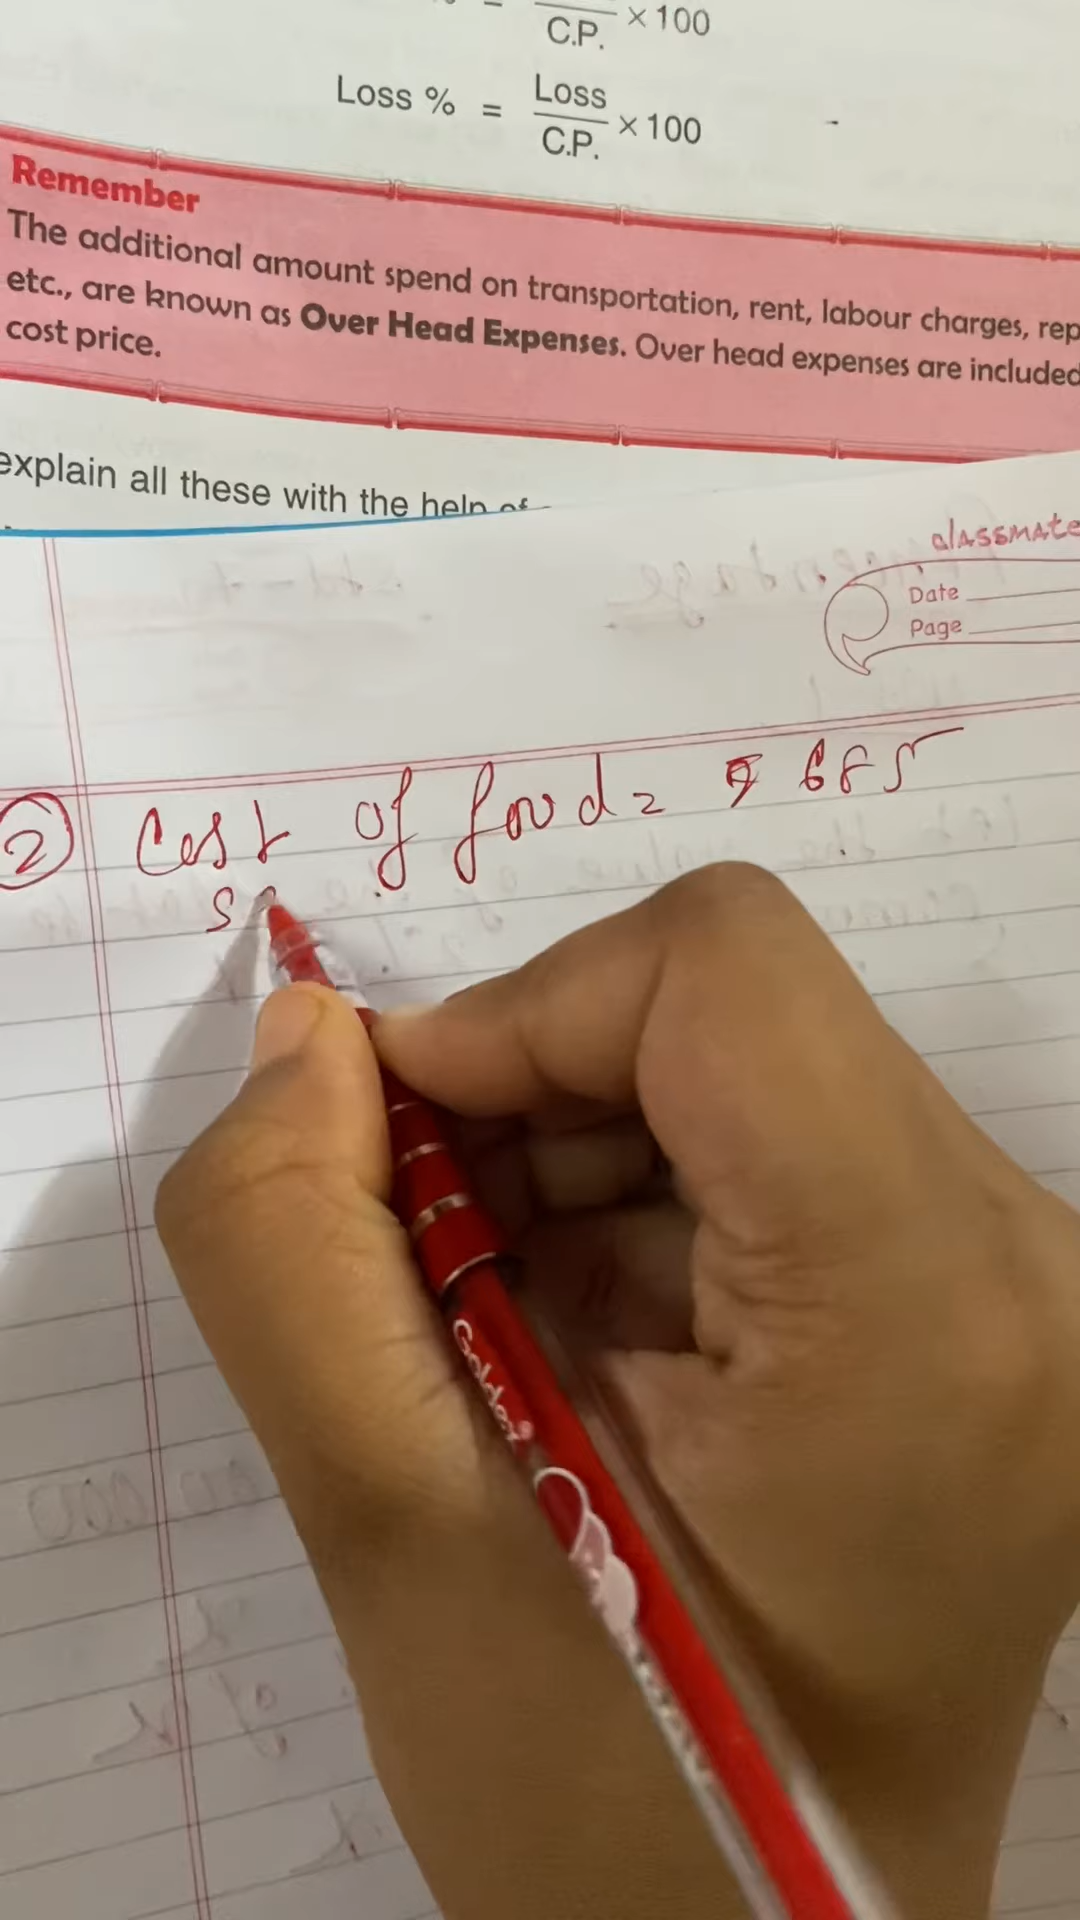 = C.P. × 100
Loss % = Loss / C.P. × 100
Remember
The additional amount spend on transportation, rent, labour charges, rep
etc., are known as Over Head Expenses. Over head expenses are included
cost price.
explain all these with the help of
classmate
Date
Page
2 Cost of food = ₹ 685
S
Golden